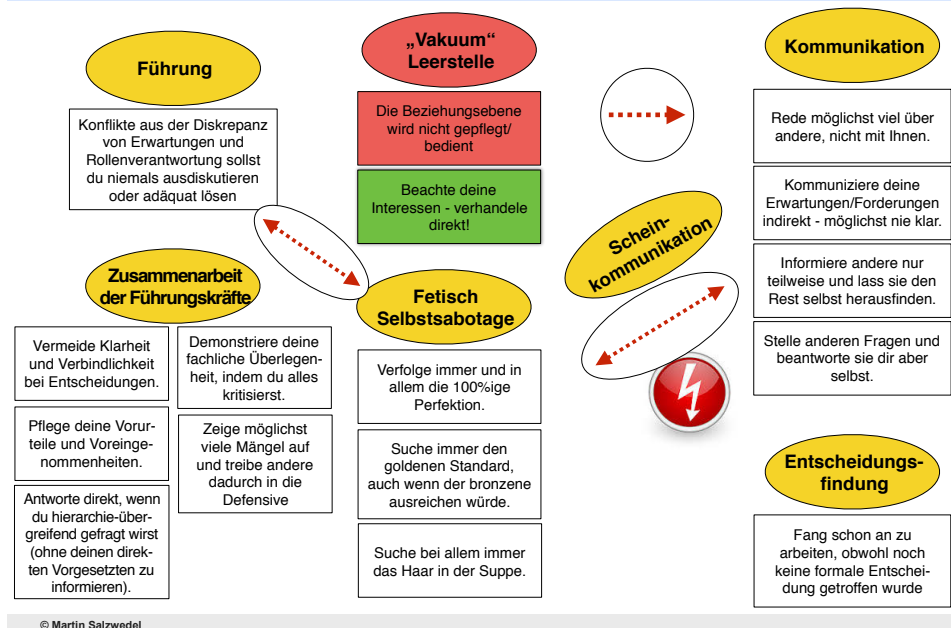 Führung
Konflikte aus der Diskrepanz
von Erwartungen und
Rollenverantwortung sollst
du niemals ausdiskutieren
oder adäquat lösen
„Vakuum“
Leerstelle
Die Beziehungsebene
wird nicht gepflegt/
bedient
Beachte deine
Interessen - verhandele
direkt!
Kommunikation
Rede möglichst viel über
andere, nicht mit Ihnen.
Kommuniziere deine
Erwartungen/Forderungen
indirekt - möglichst nie klar.
Informiere andere nur
teilweise und lass sie den
Rest selbst herausfinden.
Stelle anderen Fragen und
beantworte sie dir aber
selbst.
Schein-
kommunikation
Zusammenarbeit
der Führungskräfte
Vermeide Klarheit
und Verbindlichkeit
bei Entscheidungen.
Pflege deine Vorur-
teile und Voreinge-
nommenheiten.
Antworte direkt, wenn
du hierarchie-über-
greifend gefragt wirst
(ohne deinen direk-
ten Vorgesetzten zu
informieren).
Demonstriere deine
fachliche Überlegen-
heit, indem du alles
kritisierst.
Zeige möglichst
viele Mängel auf
und treibe andere
dadurch in die
Defensive
Fetisch
Selbstsabotage
Verfolge immer und in
allem die 100%ige
Perfektion.
Suche immer den
goldenen Standard,
auch wenn der bronzene
ausreichen würde.
Suche bei allem immer
das Haar in der Suppe.
Entscheidungs-
findung
Fang schon an zu
arbeiten, obwohl noch
keine formale Entschei-
dung getroffen wurde
© Martin Salzwedel